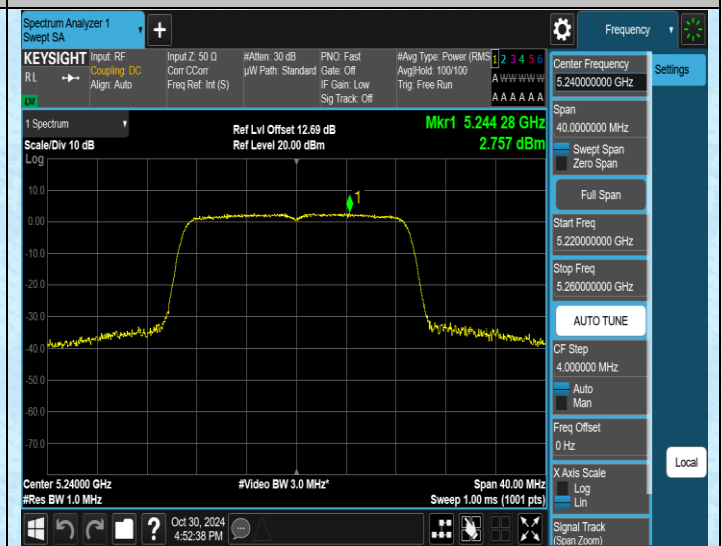 Spectrum Analyzer 1
Swept SA
+
Frequency
KEYSIGHT
R L
LXI
Input: RF
Coupling: DC
Align: Auto
Input Z: 50 Ω
Corr CCorr
Freq Ref: Int (S)
#Atten: 30 dB
µW Path: Standard
PNO: Fast
Gate: Off
IF Gain: Low
Sig Track: Off
#Avg Type: Power (RMS
Avg|Hold: 100/100
Trig: Free Run
1 2 3 4 5 6
A W W W W W
A A A A A A
1 Spectrum
Scale/Div 10 dB
Log
Ref Lvl Offset 12.69 dB
Ref Level 20.00 dBm
Mkr1 5.244 28 GHz
2.757 dBm
1
10.0
0.00
-10.0
-20.0
-30.0
-40.0
-50.0
-60.0
-70.0
Center 5.24000 GHz
#Res BW 1.0 MHz
#Video BW 3.0 MHz*
Span 40.00 MHz
Sweep 1.00 ms (1001 pts)
?
Oct 30, 2024
4:52:38 PM
Center Frequency
5.240000000 GHz
Settings
Span
40.0000000 MHz
Swept Span
Zero Span
Full Span
Start Freq
5.220000000 GHz
Stop Freq
5.260000000 GHz
AUTO TUNE
CF Step
4.000000 MHz
Auto
Man
Freq Offset
0 Hz
X Axis Scale
Log
Lin
Local
Signal Track
(Span Zoom)